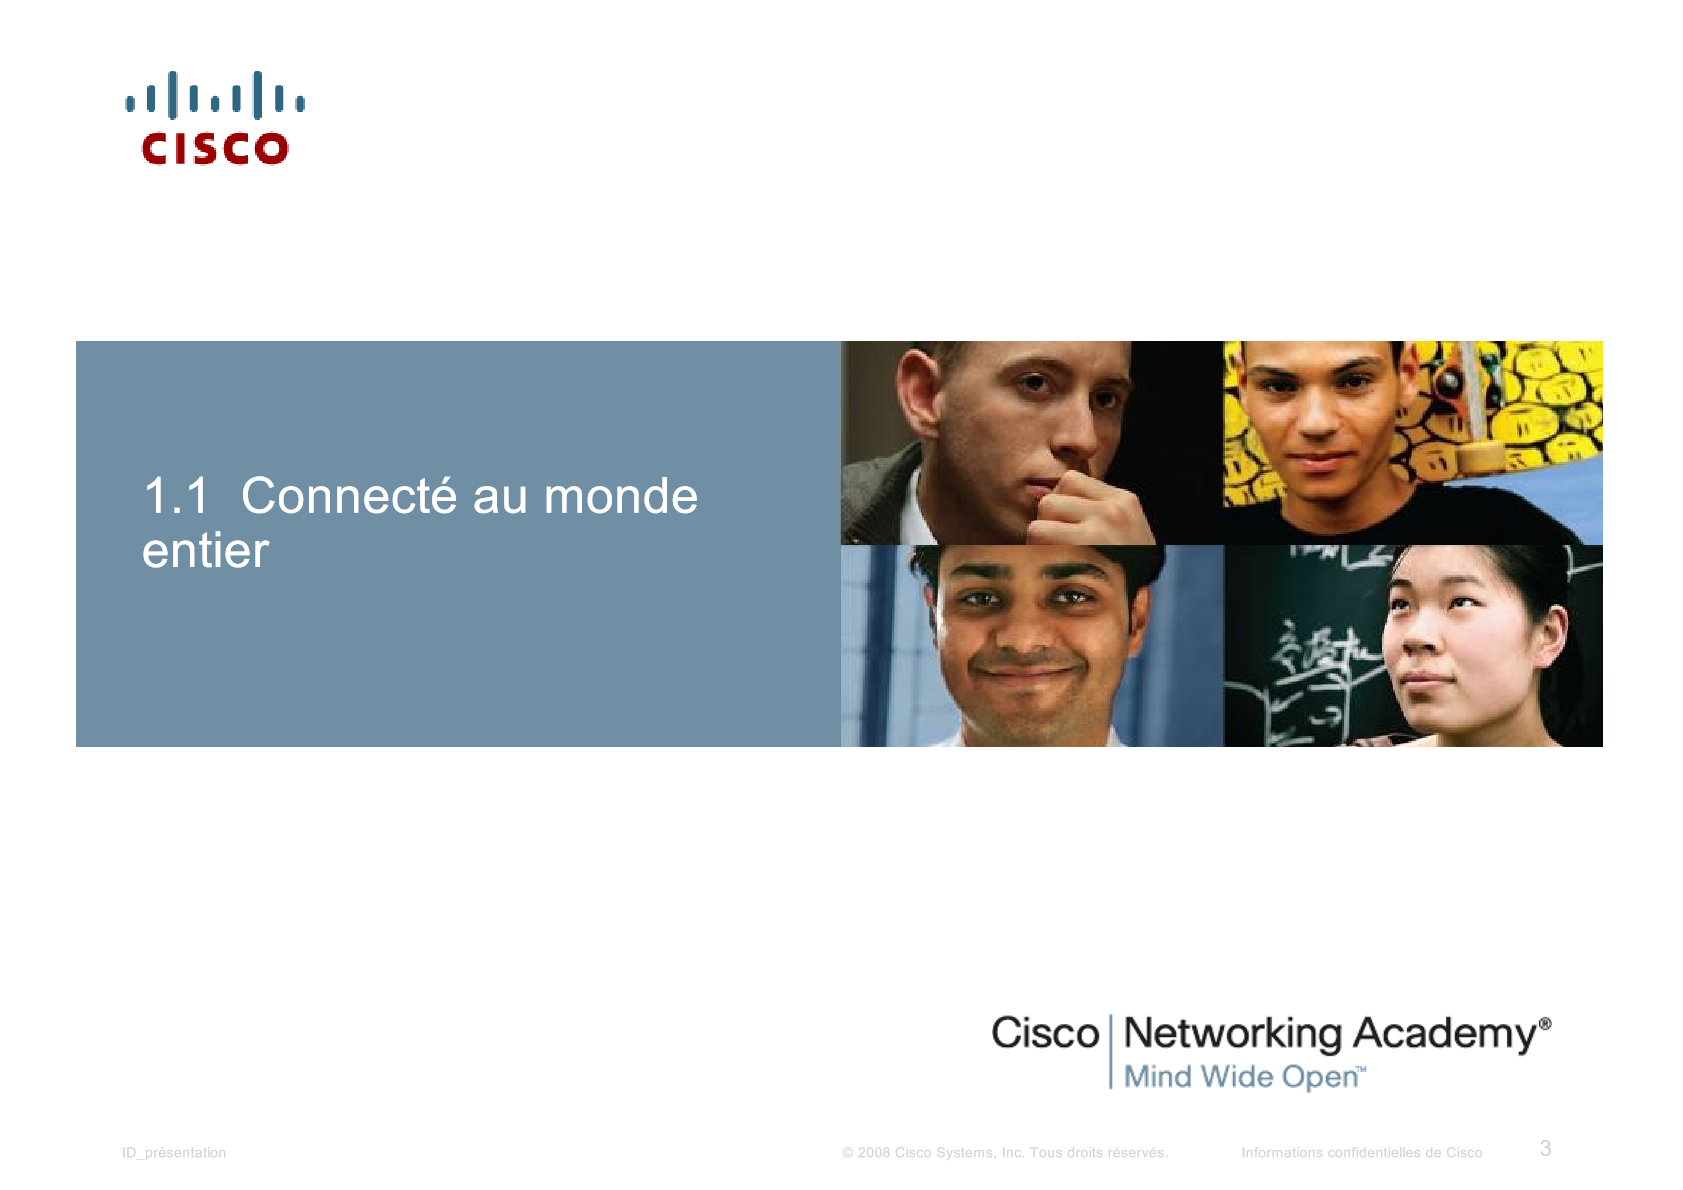 CISCO
1.1 Connecté au monde
entier
Cisco Networking Academy®
Mind Wide Open™
ID_présentation © 2008 Cisco Systems, Inc. Tous droits réservés. Informations confidentielles de Cisco 3